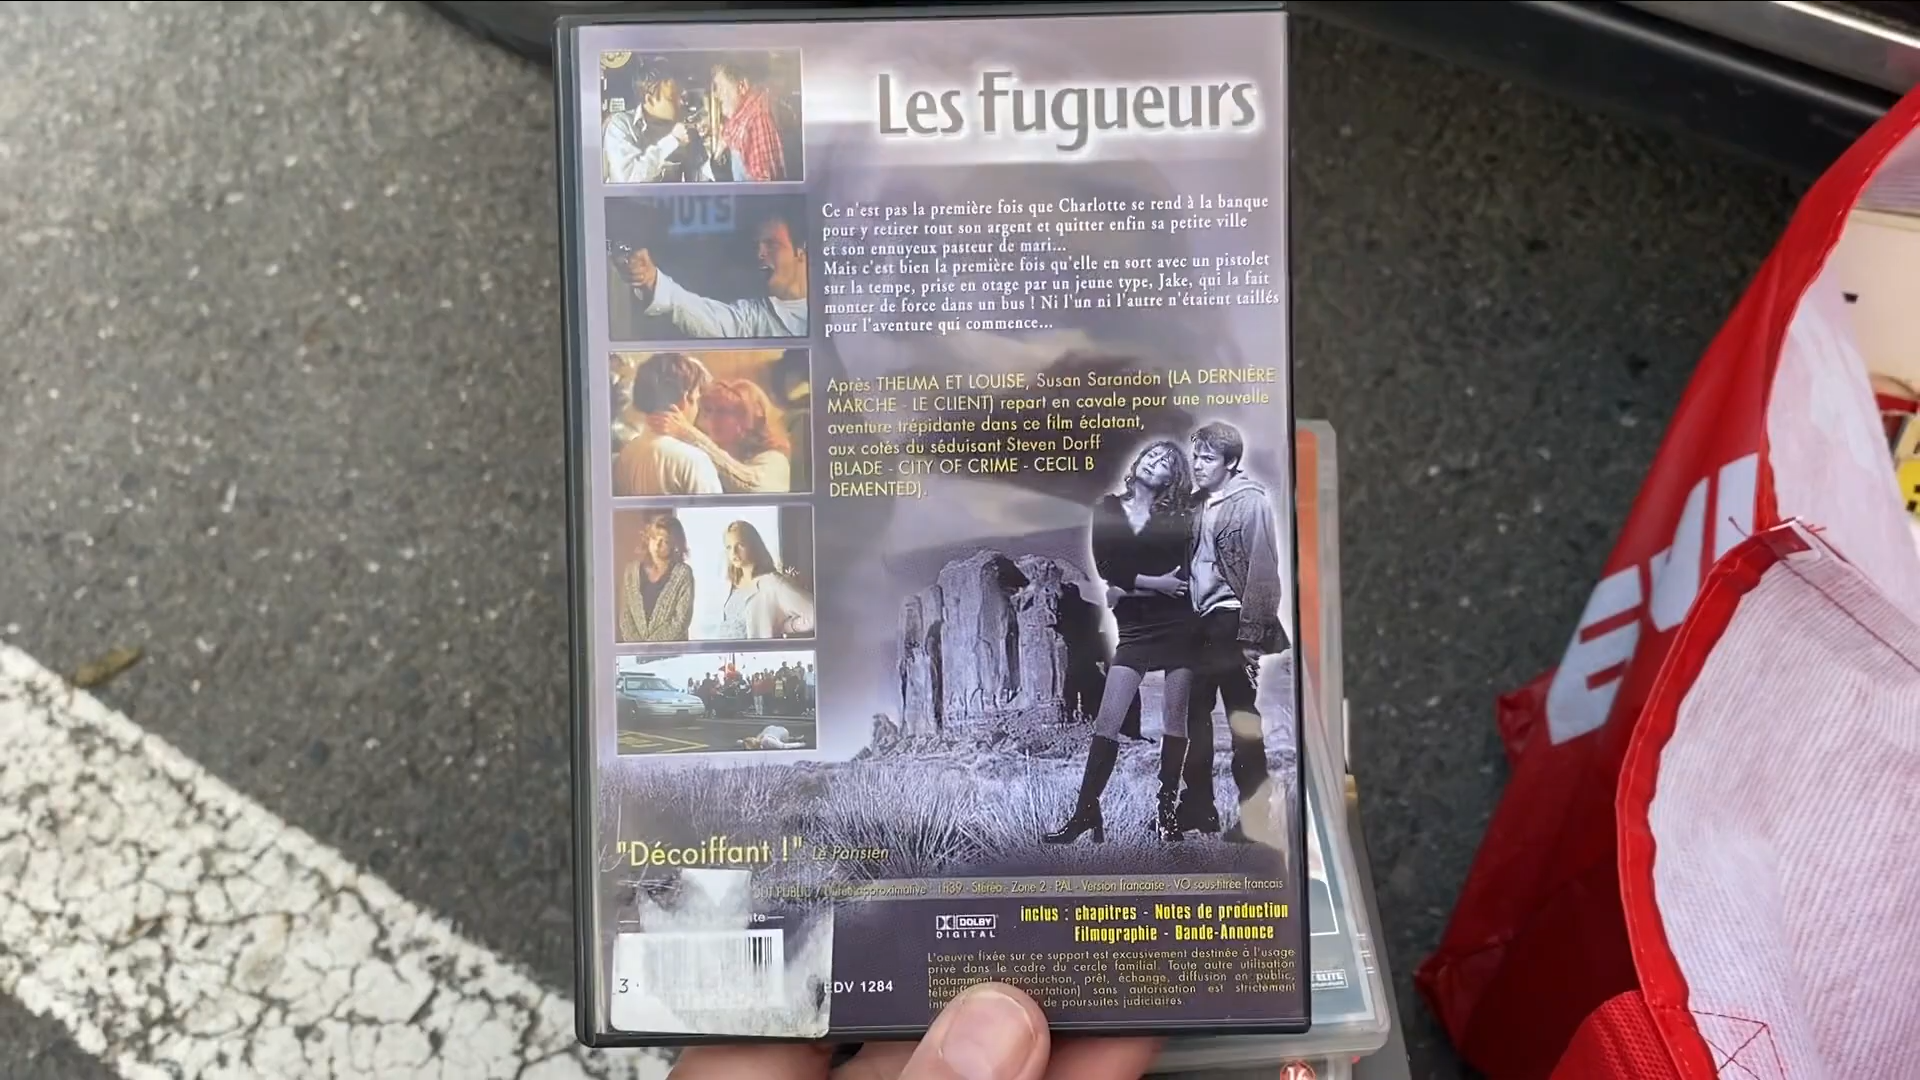 Les Fugueurs
NUTS
Ce n'est pas la première fois que Charlotte se rend à la banque
pour y retirer tout son argent et quitter enfin sa petite ville
et son ennuyeux pasteur de mari...
Mais c'est bien la première fois qu'elle en sort avec un pistolet
sur la tempe, prise en otage par un jeune type, Jake, qui la fait
monter de force dans un bus ! Ni l'un ni l'autre n'étaient taillés
pour l'aventure qui commence...
Après THELMA ET LOUISE, Susan Sarandon (LA DERNIÈRE
MARCHE - LE CLIENT) repart en cavale pour une nouvelle
aventure trépidante dans ce film éclatant,
aux cotés du séduisant Steven Dorff
(BLADE - CITY OF CRIME - CECIL B
DEMENTED).
"Décoiffant !" Le Parisien
PUBLIC / Durée approximative : 1h39 - Stéréo - Zone 2 - PAL - Version française - VO sous-titrée francais
DOLBY
DIGITAL
inclus : chapitres - Notes de production
Filmographie - Bande-Annonce
3
EDV 1284
L'oeuvre fixée sur ce support est exclusivement destinée à l'usage
privé dans le cadre du cercle familial. Toute autre utilisation
(notamment reproduction, prêt, échange, diffusion en public,
sans autorisation est strictement
de poursuites judiciaires.
ELITE